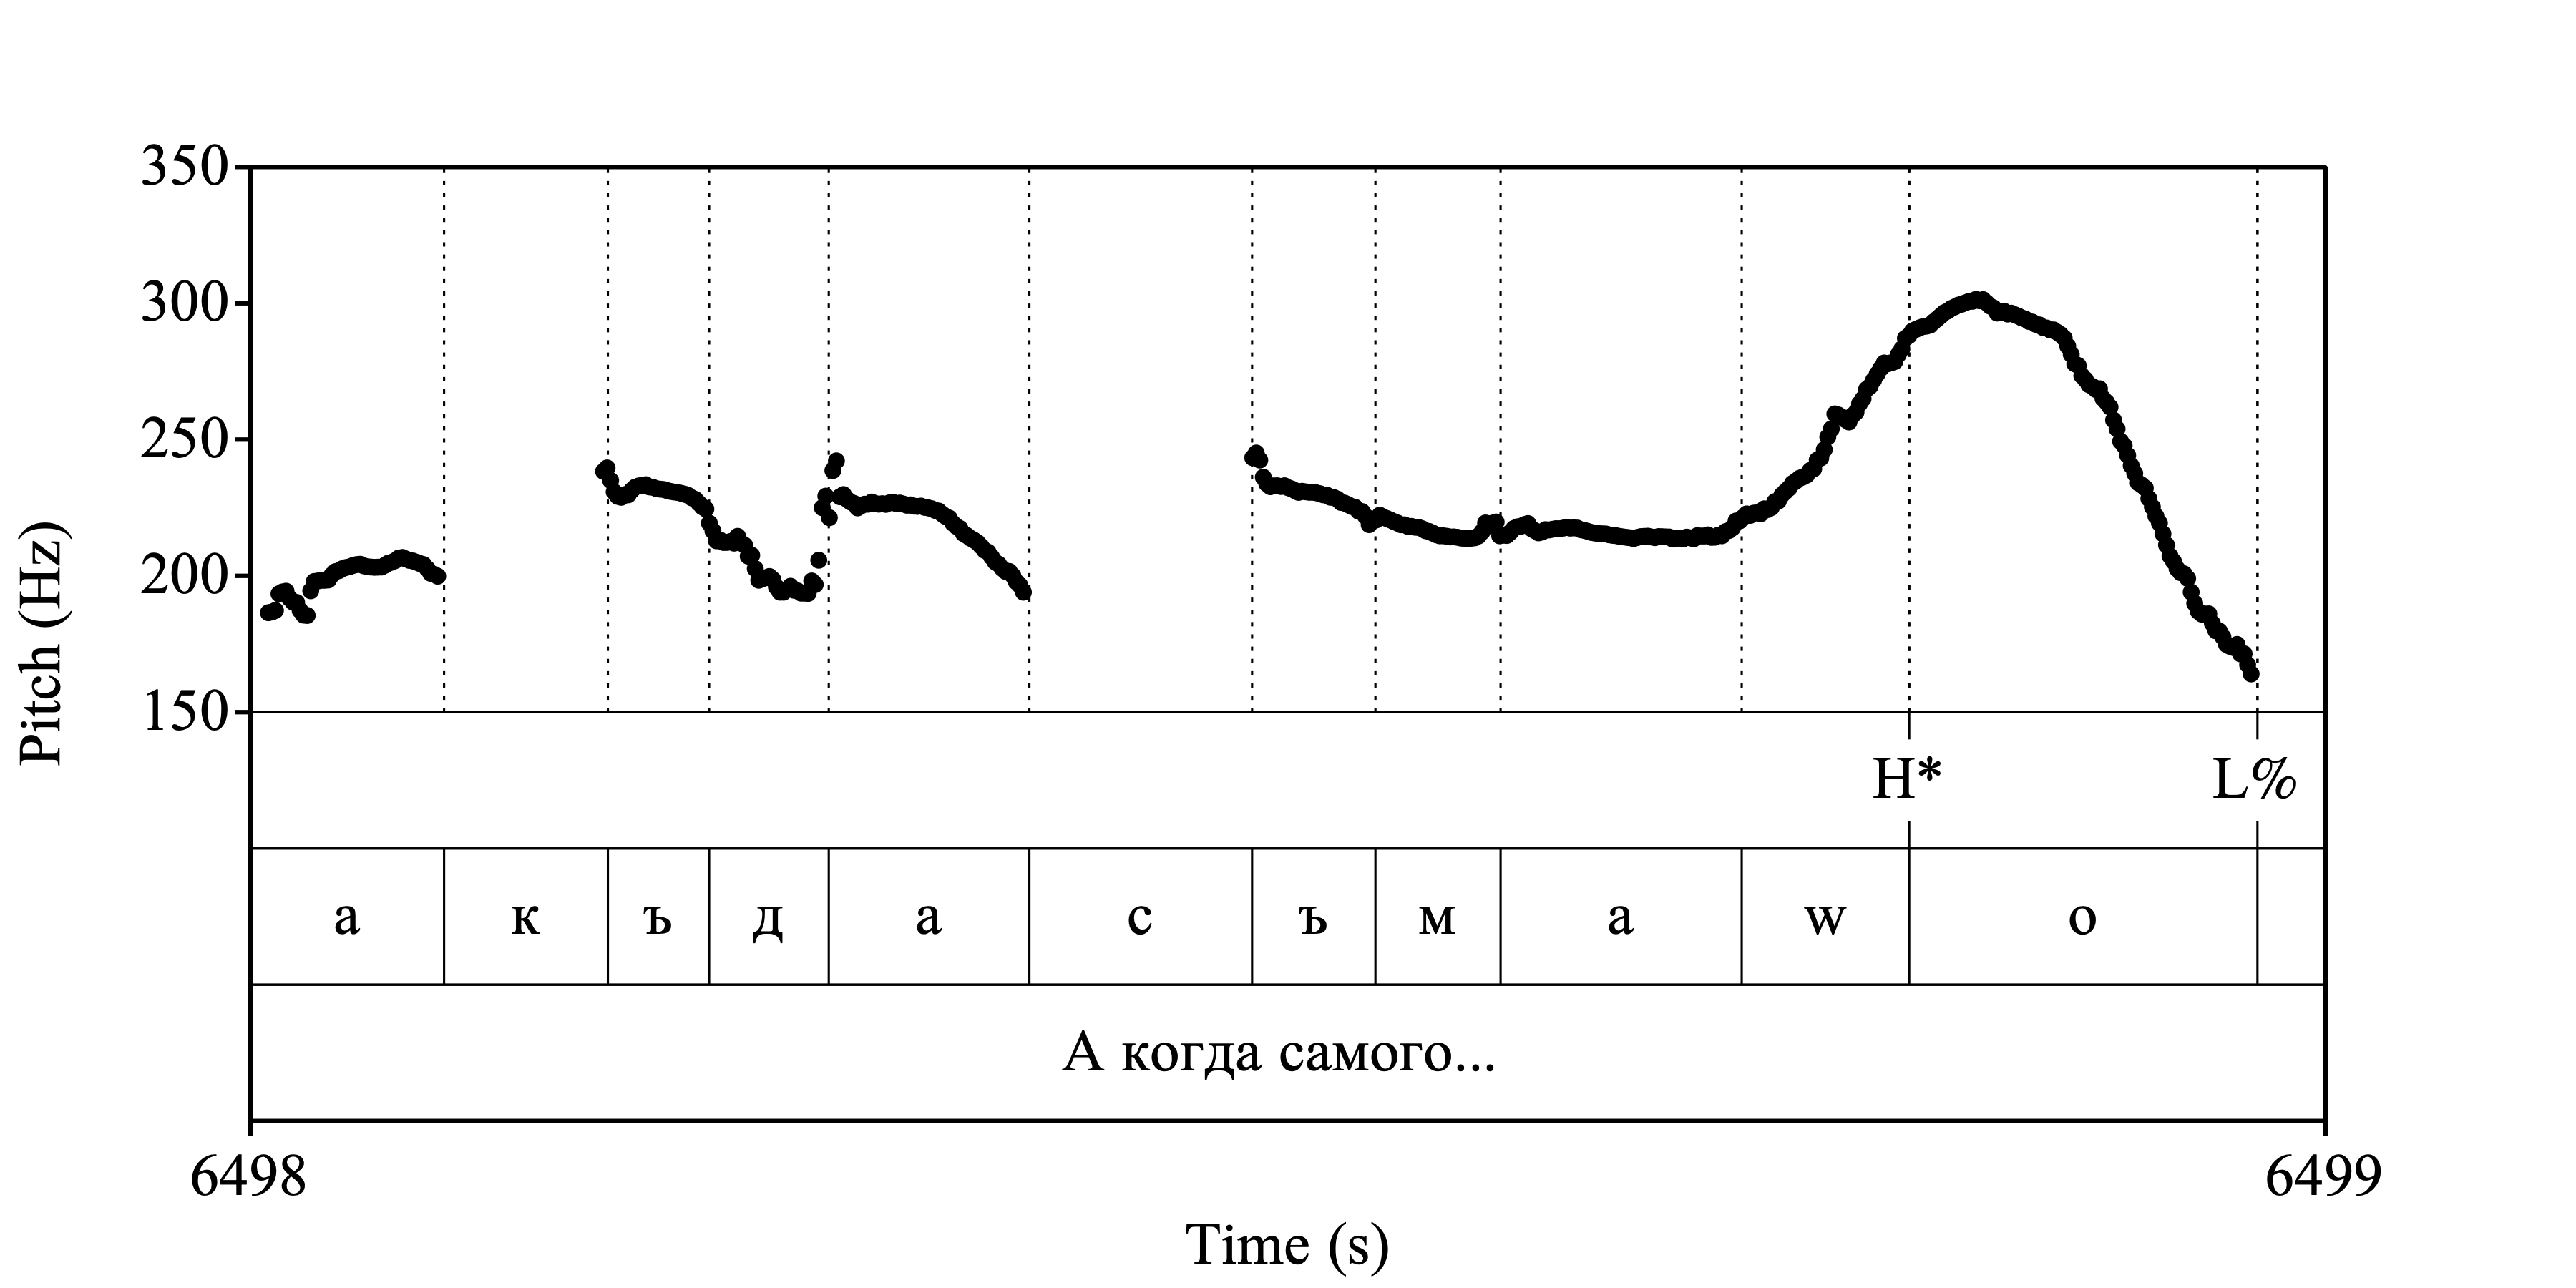 350
300
250
200
150
Pitch (Hz)
H* L%
а к ъ д а с ъ м а w о
А когда самого...
6498 6499
Time (s)